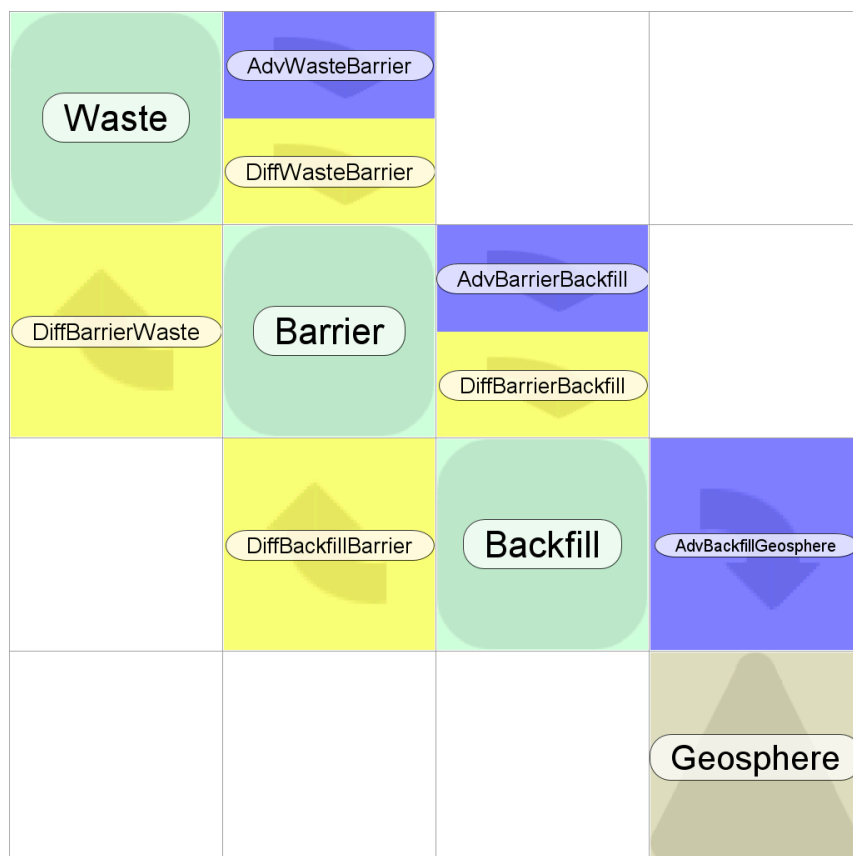 Waste
AdvWasteBarrier
DiffWasteBarrier
DiffBarrierWaste
Barrier
AdvBarrierBackfill
DiffBarrierBackfill
DiffBackfillBarrier
Backfill
AdvBackfillGeosphere
Geosphere